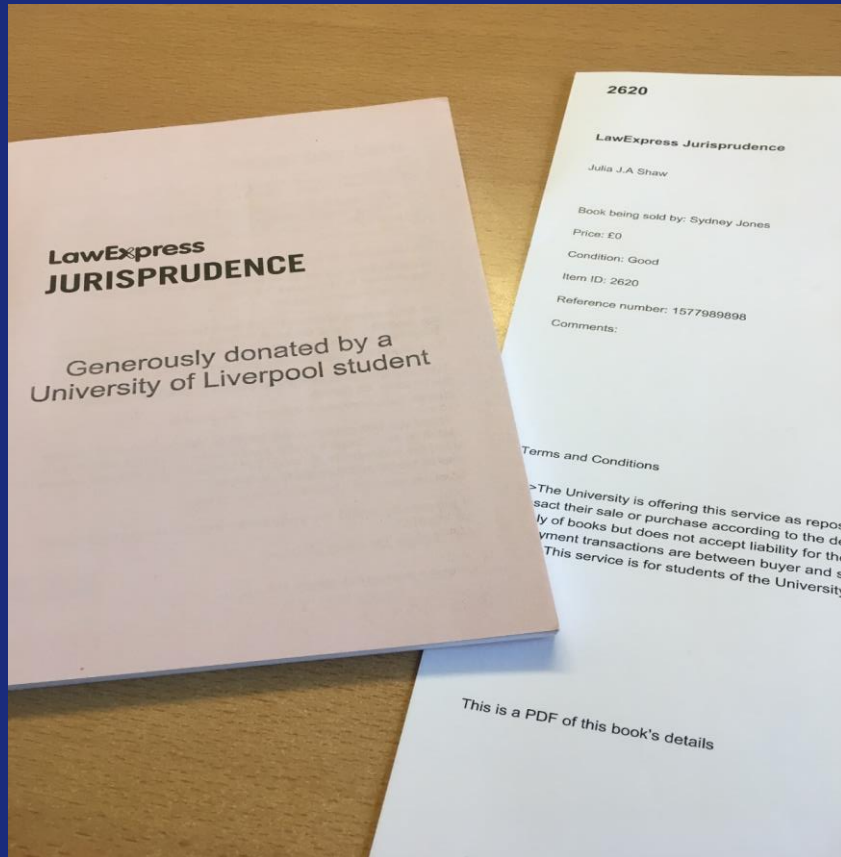 LawExpress
JURISPRUDENCE
Generously donated by a
University of Liverpool student
2620
LawExpress Jurisprudence
Julia J.A Shaw
Book being sold by: Sydney Jones
Price: £0
Condition: Good
Item ID: 2620
Reference number: 1577989898
Comments:
Terms and Conditions
>The University is offering this service as
sact their sale or purchase according to the
of books but does not accept liability for
transactions are between buyer and
This service is for students of the University
This is a PDF of this book's details